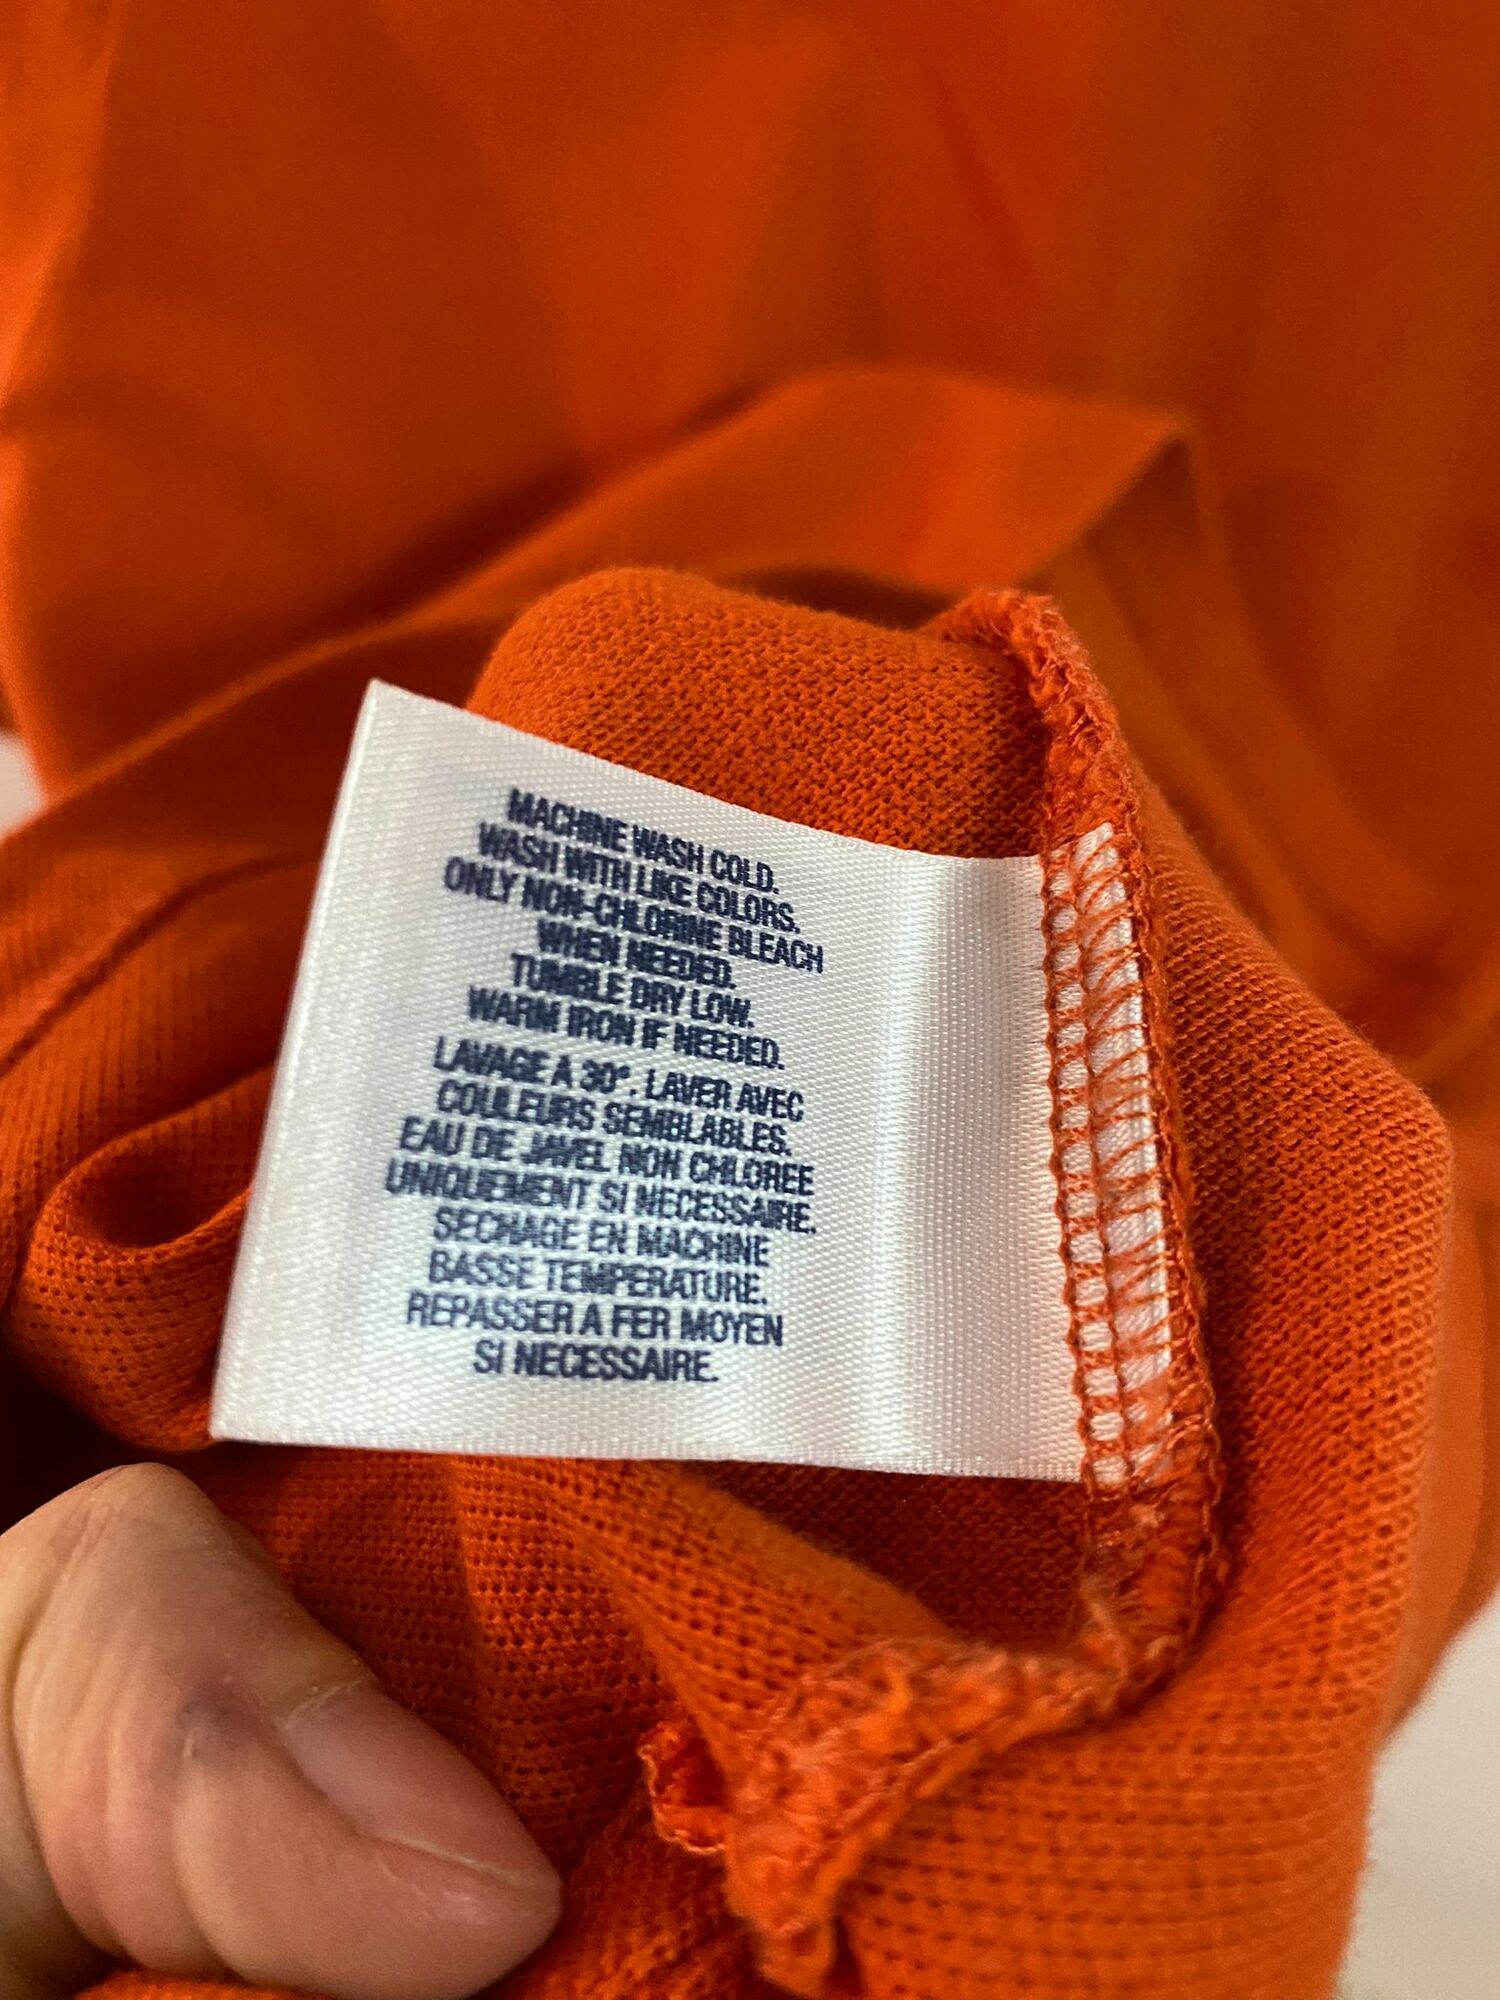 MACHINE WASH COLD.
WASH WITH LIKE COLORS.
ONLY NON-CHLORINE BLEACH
WHEN NEEDED.
TUMBLE DRY LOW.
WARM IRON IF NEEDED.
LAVAGE A 30°. LAVER AVEC
COULEURS SEMBLABLES.
EAU DE JAVEL NON CHLOREE
UNIQUEMENT SI NECESSAIRE.
SECHAGE EN MACHINE
BASSE TEMPERATURE.
REPASSER A FER MOYEN
SI NECESSAIRE.